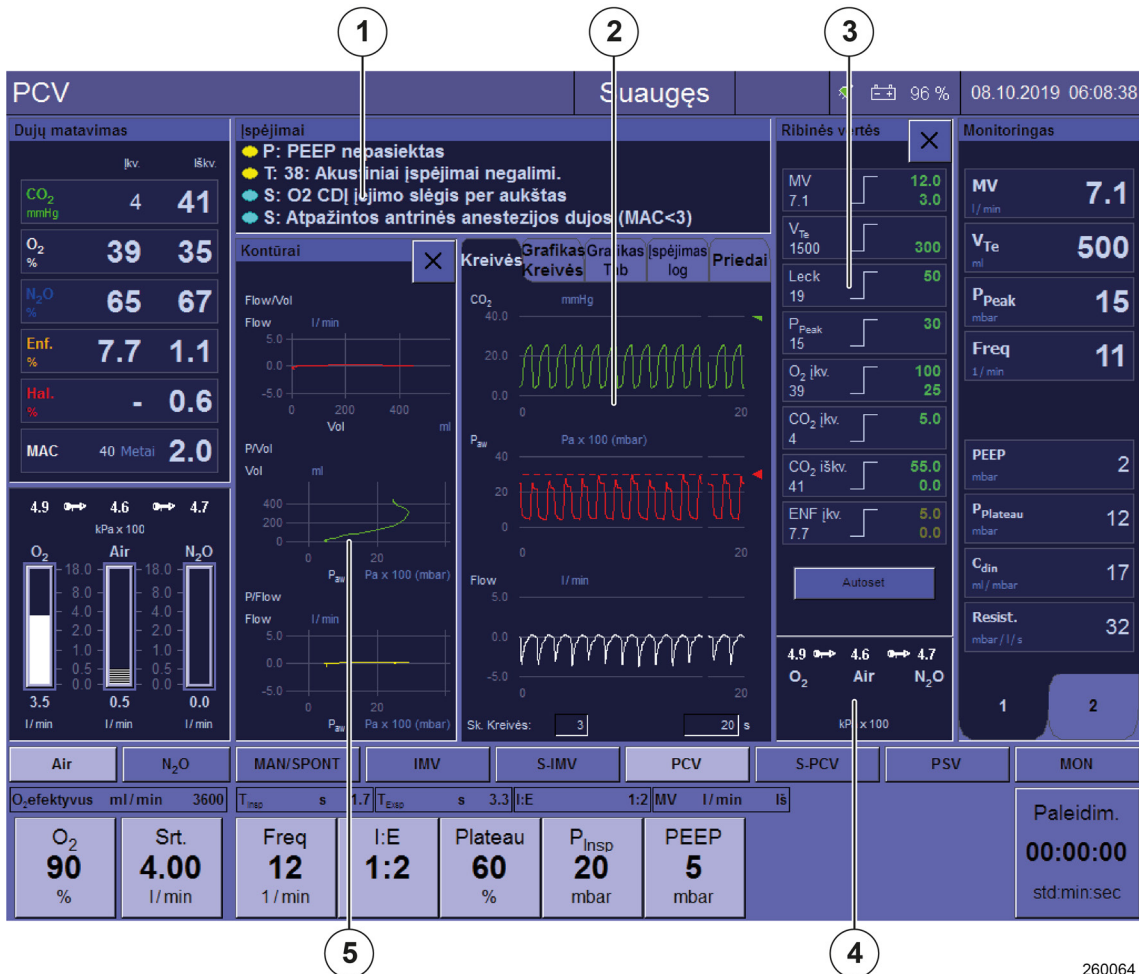 1 2 3
PCV Suaugęs 96 % 08.10.2019 06:08:38
Dujų matavimas
Įkv. Iškv.
CO2 mmHg 4 41
O2 % 39 35
N2O % 65 67
Enf. % 7.7 1.1
Hal. % - 0.6
MAC 40 Metai 2.0
4.9 4.6 4.7
kPa x 100
O2 Air N2O
18.0 18.0
8.0 8.0
4.0 4.0
2.0 2.0
1.0 1.0
0.5 0.5
0.0 0.0
3.5 0.5 0.0
l/min l/min l/min
Įspėjimai
P: PEEP nepasiektas
T: 38: Akustiniai įspėjimai negalimi.
S: O2 CDĮ įėjimo slėgis per aukštas
S: Atpažintos antrinės anestezijos dujos (MAC<3)
Kontūrai
Flow/Vol
Flow l/min
5.0
0.0
-5.0
0 200 400
Vol ml
P/Vol
Vol ml
400
200
0
0 20
Paw Pa x 100 (mbar)
P/Flow
Flow l/min
5.0
0.0
-5.0
0 20
Paw Pa x 100 (mbar)
Kreivės Grafikas Kreivės Grafikas Tab Įspėjimas log Priedai
CO2 mmHg
40.0
20.0
0.0
0 20
Paw Pa x 100 (mbar)
40
20
0
0 20
Flow l/min
5.0
0.0
-5.0
0 20
Sk. Kreivės: 3 20 s
Ribinės vertės
MV 12.0
7.1 3.0
VTe
1500 300
Leck 50
19
PPeak 30
15
O2 įkv. 100
39 25
CO2 įkv. 5.0
4
CO2 iškv. 55.0
41 0.0
ENF įkv. 5.0
7.7 0.0
Autoset
4.9 4.6 4.7
O2 Air N2O
kPa x 100
Monitoringas
MV l/min 7.1
VTe ml 500
PPeak mbar 15
Freq 1/min 11
PEEP mbar 2
PPlateau mbar 12
Cdin ml/mbar 17
Resist. mbar/l/s 32
1 2
Air N2O MAN/SPONT IMV S-IMV PCV S-PCV PSV MON
O2efektyvus ml/min 3600 TInsp s 1.7 TExsp s 3.3 I:E 1:2 MV l/min Iš
O2 90 %
Srt. 4.00 l/min
Freq 12 1/min
I:E 1:2
Plateau 60 %
PInsp 20 mbar
PEEP 5 mbar
Paleidim.
00:00:00
std:min:sec
5 4
260064